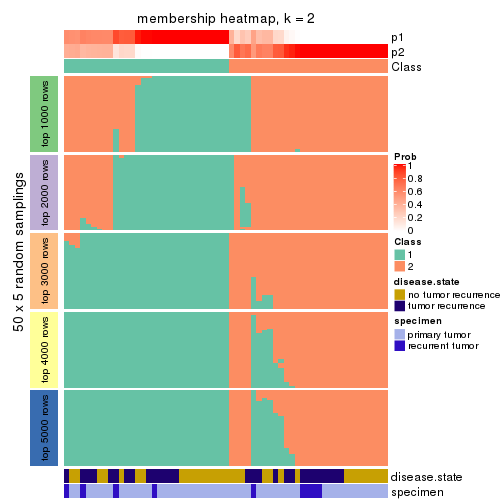 membership heatmap, k = 2
p1
p2
Class
50 x 5 random samplings
top 1000 rows
top 2000 rows
top 3000 rows
top 4000 rows
top 5000 rows
Prob
1
0.8
0.6
0.4
0.2
0
Class
1
2
disease.state
no tumor recurrence
tumor recurrence
specimen
primary tumor
recurrent tumor
disease.state
specimen